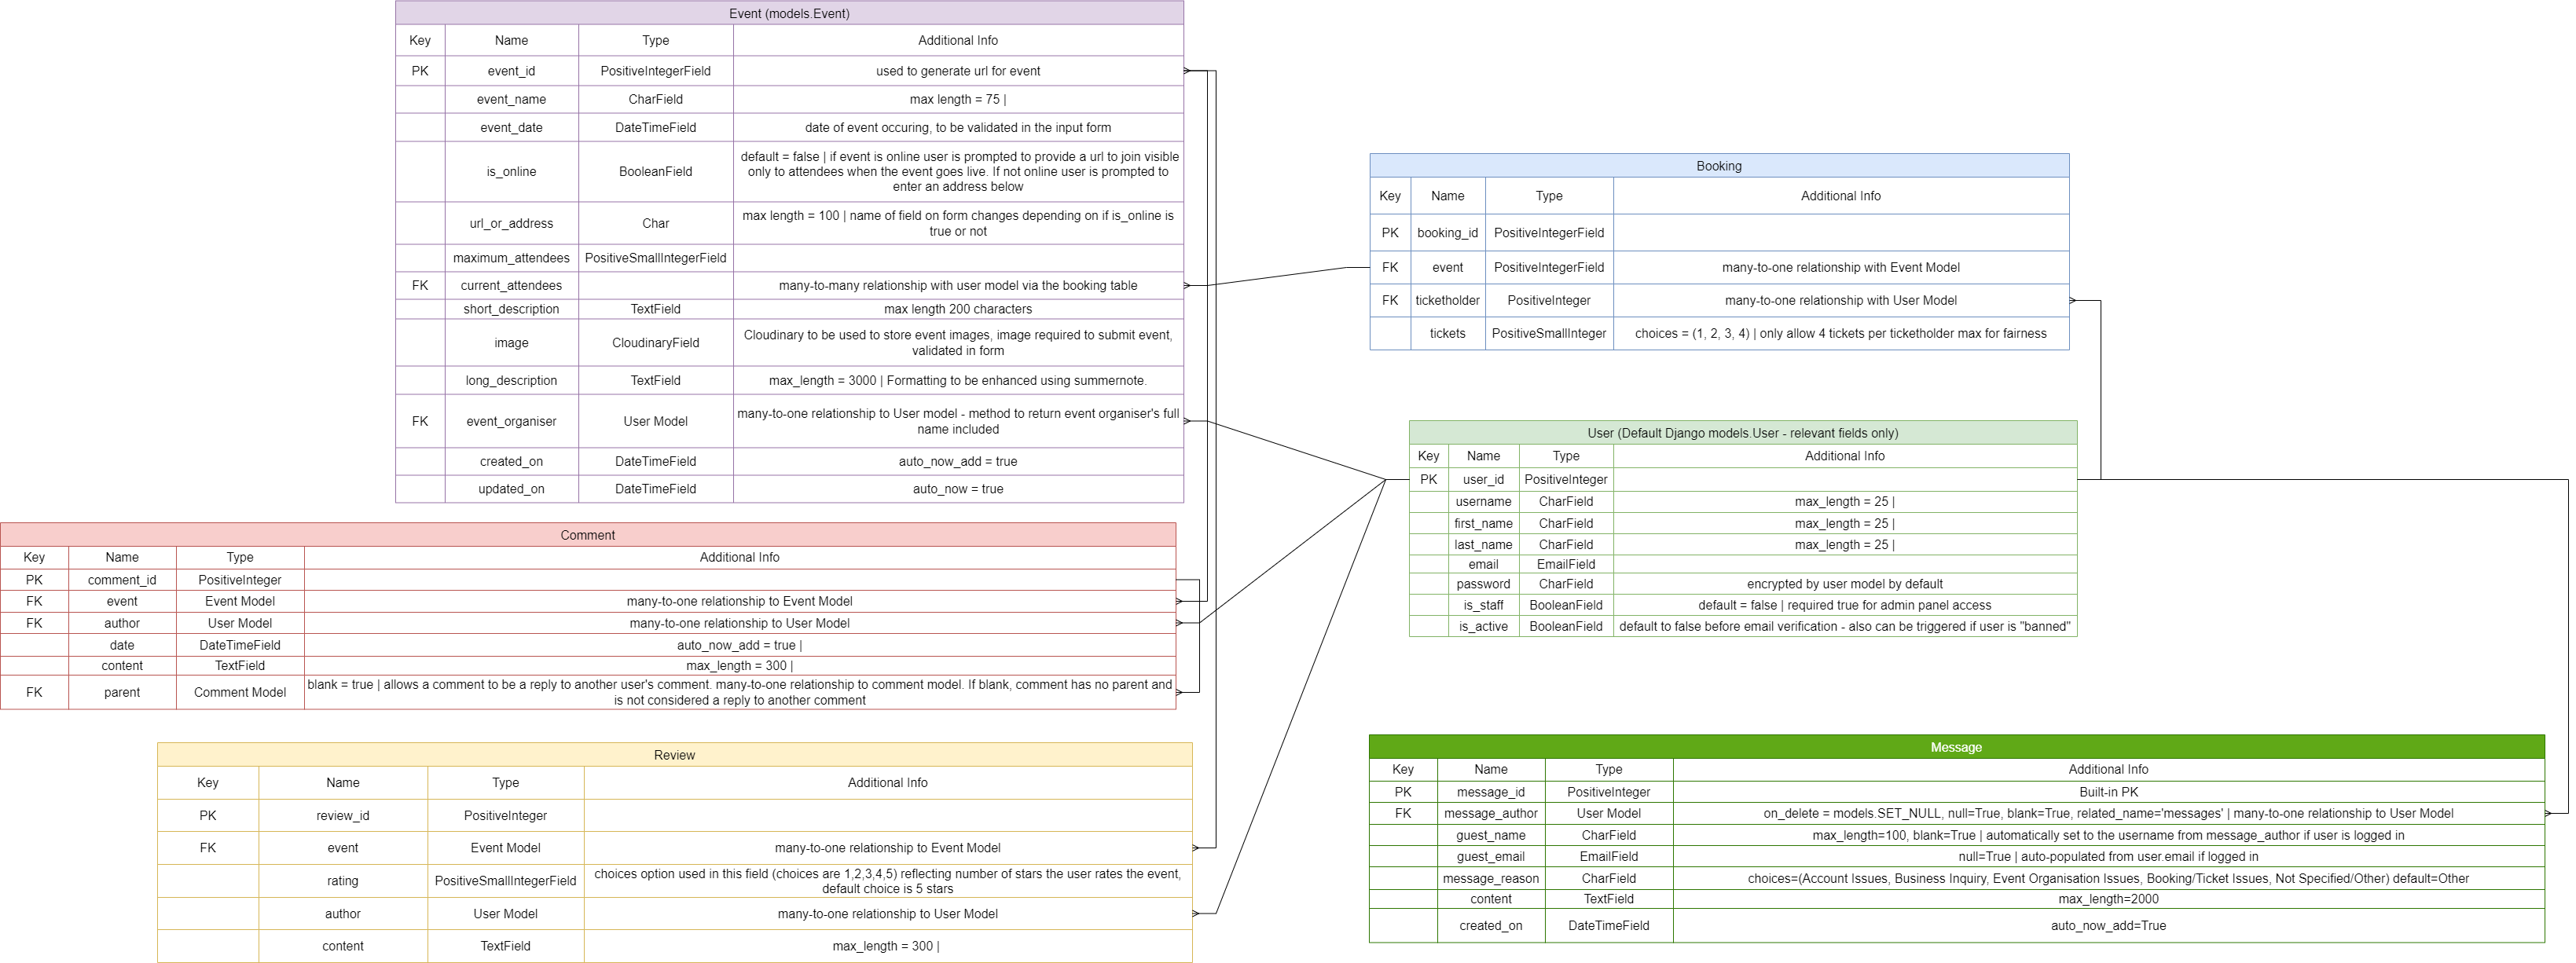 Event (models.Event)
Key Name Type Additional Info
PK event_id PositiveIntegerField used to generate url for event
event_name CharField max length = 75 |
event_date DateTimeField date of event occuring, to be validated in the input form
is_online BooleanField default = false | if event is online user is prompted to provide a url to join visible
only to attendees when the event goes live. If not online user is prompted to
enter an address below
url_or_address Char max length = 100 | name of field on form changes depending on if is_online is
true or not
maximum_attendees PositiveSmallIntegerField
FK current_attendees many-to-many relationship with user model via the booking table
short_description TextField max length 200 characters
image CloudinaryField Cloudinary to be used to store event images, image required to submit event,
validated in form
long_description TextField max_length = 3000 | Formatting to be enhanced using summernote.
FK event_organiser User Model many-to-one relationship to User model - method to return event organiser's full
name included
created_on DateTimeField auto_now_add = true
updated_on DateTimeField auto_now = true
Booking
Key Name Type Additional Info
PK booking_id PositiveIntegerField
FK event PositiveIntegerField many-to-one relationship with Event Model
FK ticketholder PositiveInteger many-to-one relationship with User Model
tickets PositiveSmallInteger choices = (1, 2, 3, 4) | only allow 4 tickets per ticketholder max for fairness
User (Default Django models.User - relevant fields only)
Key Name Type Additional Info
PK user_id PositiveInteger
username CharField max_length = 25 |
first_name CharField max_length = 25 |
last_name CharField max_length = 25 |
email EmailField
password CharField encrypted by user model by default
is_staff BooleanField default = false | required true for admin panel access
is_active BooleanField default to false before email verification - also can be triggered if user is "banned"
Comment
Key Name Type Additional Info
PK comment_id PositiveInteger
FK event Event Model many-to-one relationship to Event Model
FK author User Model many-to-one relationship to User Model
date DateTimeField auto_now_add = true |
content TextField max_length = 300 |
FK parent Comment Model blank = true | allows a comment to be a reply to another user's comment. many-to-one relationship to comment model. If blank, comment has no parent and
is not considered a reply to another comment
Review
Key Name Type Additional Info
PK review_id PositiveInteger
FK event Event Model many-to-one relationship to Event Model
rating PositiveSmallIntegerField choices option used in this field (choices are 1,2,3,4,5) reflecting number of stars the user rates the event,
default choice is 5 stars
author User Model many-to-one relationship to User Model
content TextField max_length = 300 |
Message
Key Name Type Additional Info
PK message_id PositiveInteger Built-in PK
FK message_author User Model on_delete = models.SET_NULL, null=True, blank=True, related_name='messages' | many-to-one relationship to User Model
guest_name CharField max_length=100, blank=True | automatically set to the username from message_author if user is logged in
guest_email EmailField null=True | auto-populated from user.email if logged in
message_reason CharField choices=(Account Issues, Business Inquiry, Event Organisation Issues, Booking/Ticket Issues, Not Specified/Other) default=Other
content TextField max_length=2000
created_on DateTimeField auto_now_add=True